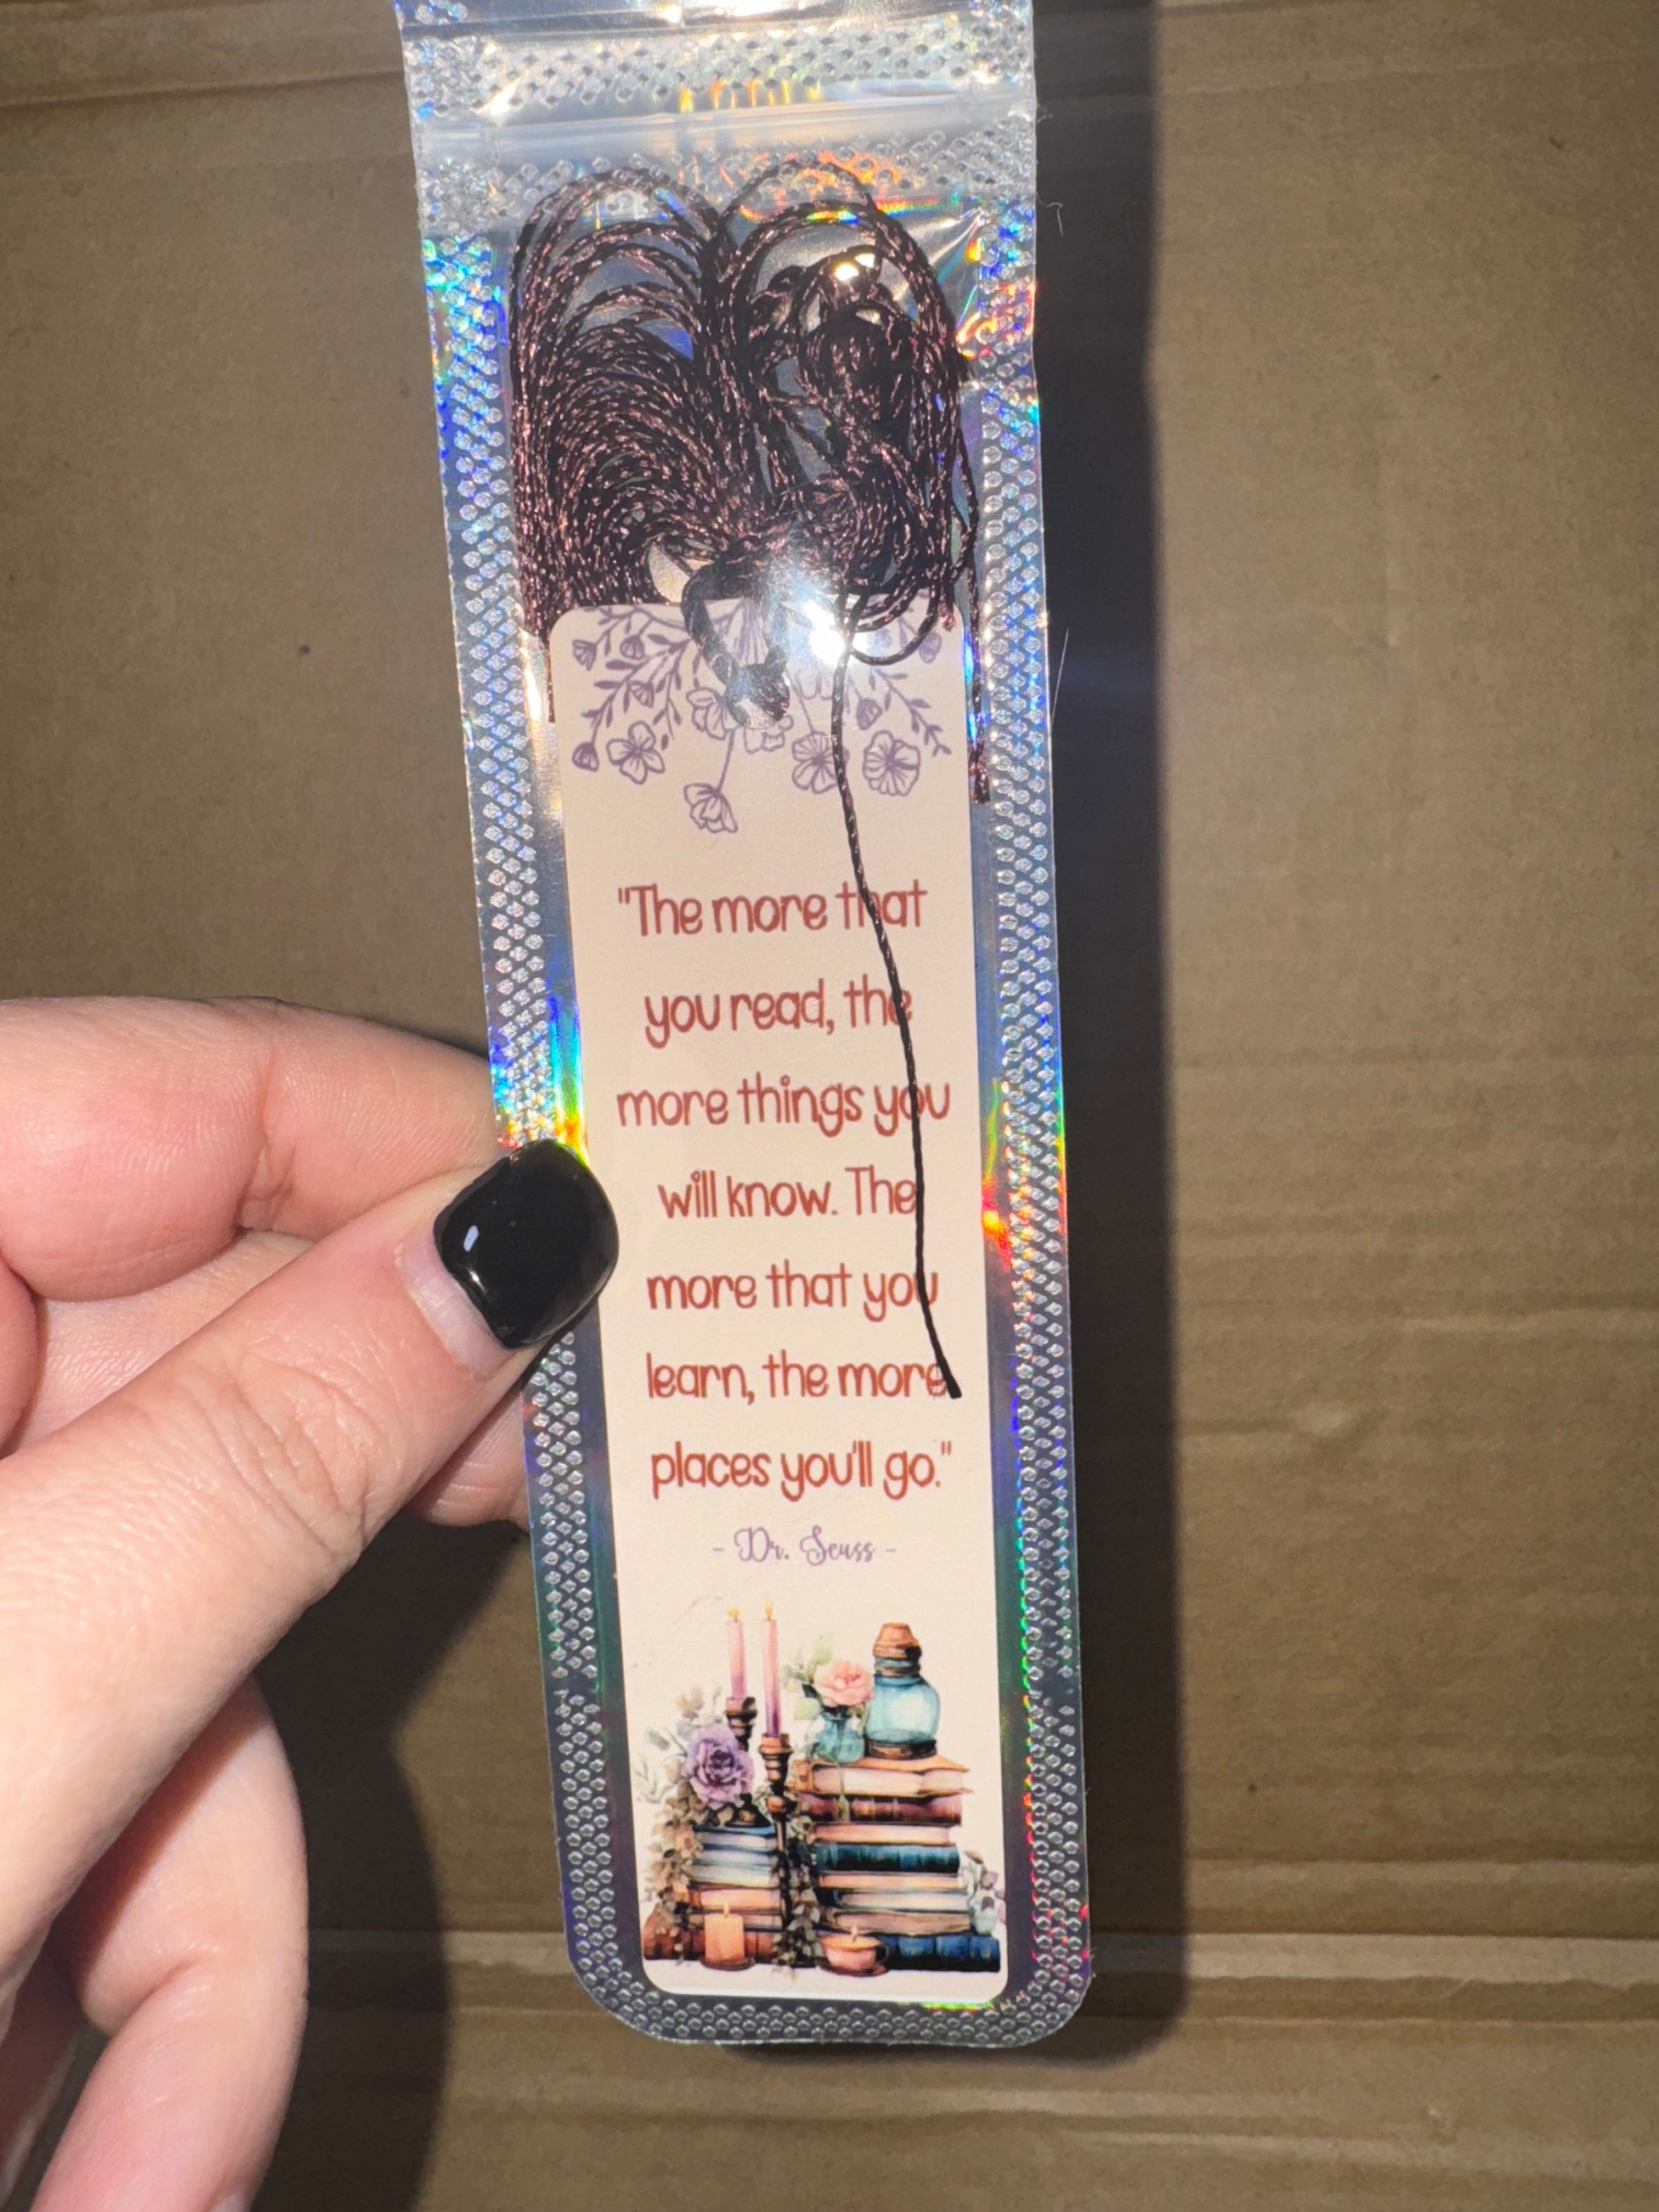 "The more that
you read, the
more things you
will know. The
more that you
learn, the more
places you'll go."
- Dr. Seuss -